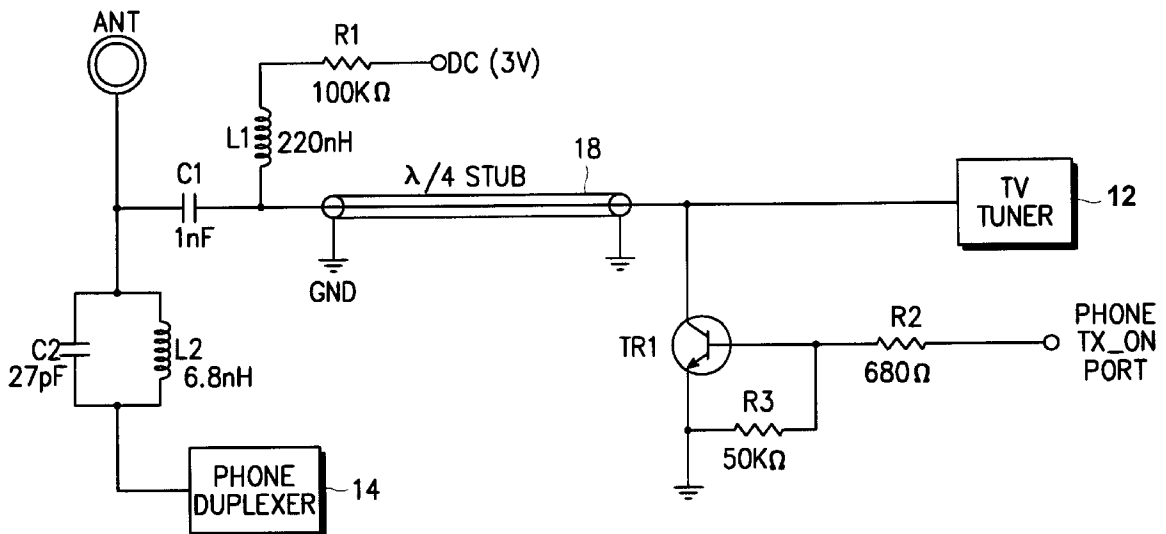 ANT
R1
100KΩ
DC (3V)
L1
220nH
C1
1nF
λ/4 STUB
18
GND
TV
TUNER
12
C2
27pF
L2
6.8nH
TR1
R2
680Ω
PHONE
TX_ON
PORT
R3
50KΩ
PHONE
DUPLEXER
14